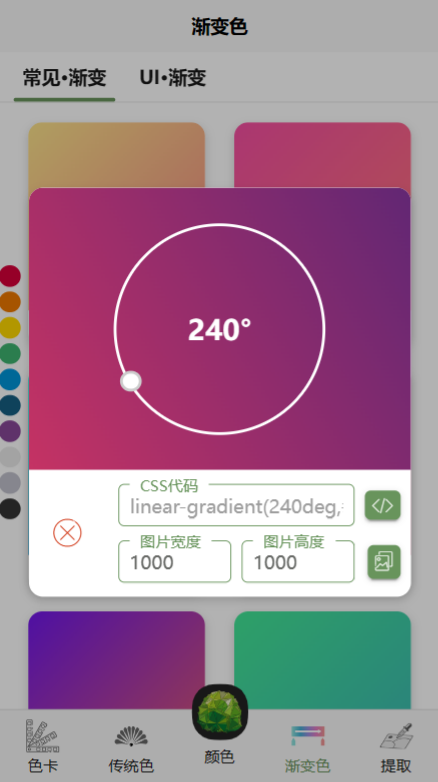 渐变色
常见·渐变
UI·渐变
240°
CSS代码
linear-gradient(240deg,
图片宽度
图片高度
1000
1000
色卡
传统色
颜色
渐变色
提取